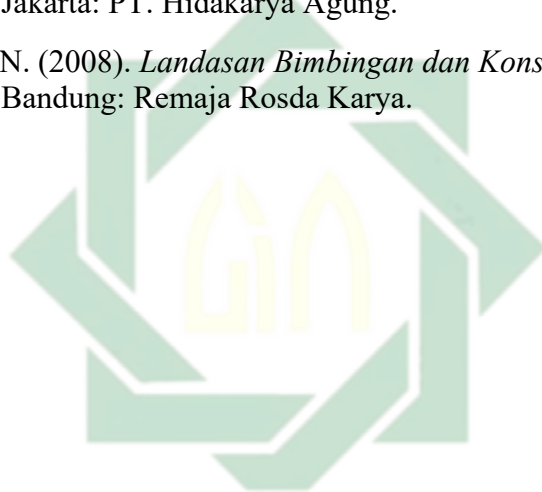 Jakarta: PT. Hidakarya Agung.
N. (2008). Landasan Bimbingan dan Kons
Bandung: Remaja Rosda Karya.